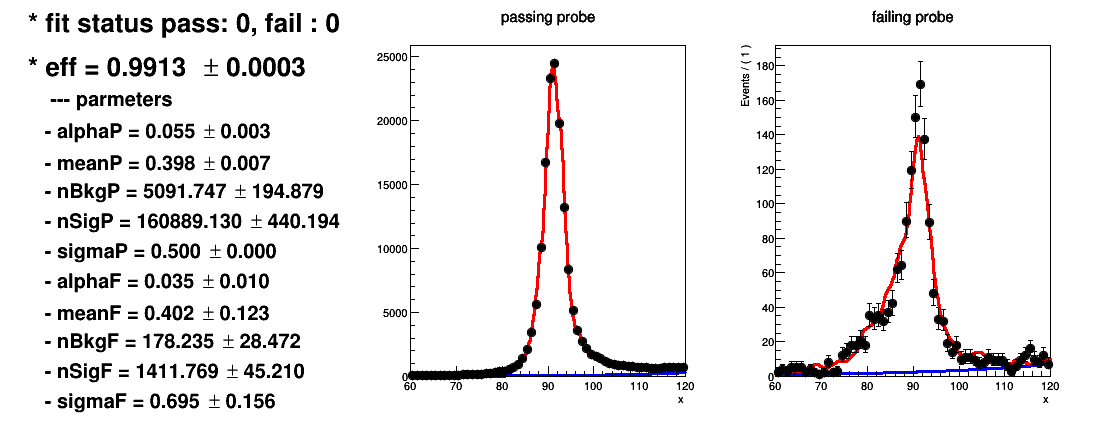 * fit status pass: 0, fail : 0
* eff = 0.9913 ± 0.0003
--- parmeters
- alphaP = 0.055 ± 0.003
- meanP = 0.398 ± 0.007
- nBkgP = 5091.747 ± 194.879
- nSigP = 160889.130 ± 440.194
- sigmaP = 0.500 ± 0.000
- alphaF = 0.035 ± 0.010
- meanF = 0.402 ± 0.123
- nBkgF = 178.235 ± 28.472
- nSigF = 1411.769 ± 45.210
- sigmaF = 0.695 ± 0.156
passing probe
25000
20000
15000
10000
5000
0
60 70 80 90 100 110 120
x
failing probe
Events / ( 1 )
180
160
140
120
100
80
60
40
20
0
60 70 80 90 100 110 120
x